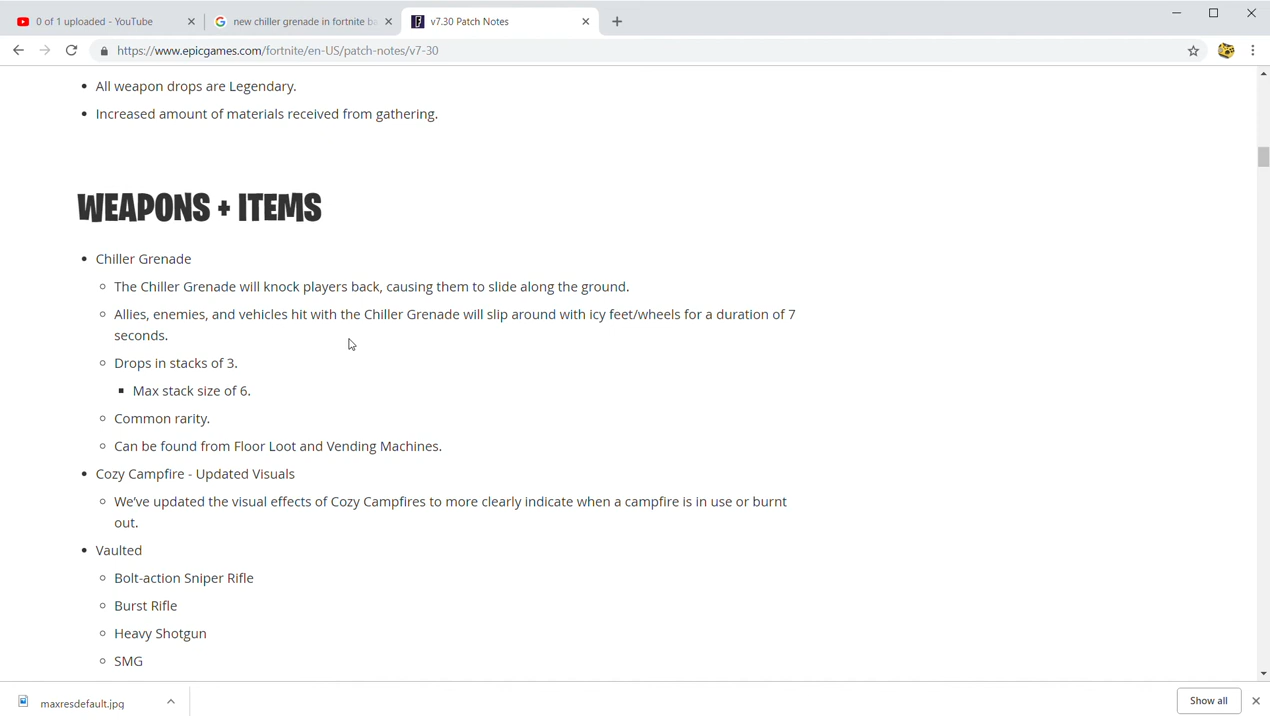 0 of 1 uploaded - YouTube
new chiller grenade in fortnite ba
v7.30 Patch Notes
https://www.epicgames.com/fortnite/en-US/patch-notes/v7-30
All weapon drops are Legendary.
Increased amount of materials received from gathering.
WEAPONS + ITEMS
Chiller Grenade
The Chiller Grenade will knock players back, causing them to slide along the ground.
Allies, enemies, and vehicles hit with the Chiller Grenade will slip around with icy feet/wheels for a duration of 7
seconds.
Drops in stacks of 3.
Max stack size of 6.
Common rarity.
Can be found from Floor Loot and Vending Machines.
Cozy Campfire - Updated Visuals
We've updated the visual effects of Cozy Campfires to more clearly indicate when a campfire is in use or burnt
out.
Vaulted
Bolt-action Sniper Rifle
Burst Rifle
Heavy Shotgun
SMG
maxresdefault.jpg
Show all